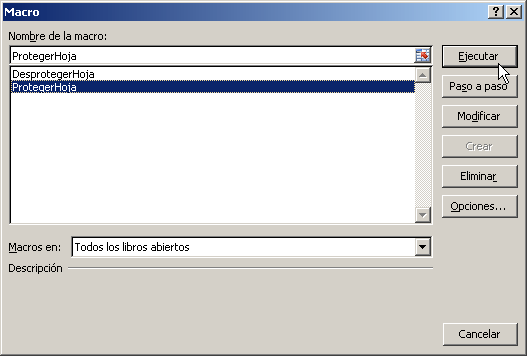 Macro
Nombre de la macro:
ProtegerHoja
DesprotegerHoja
ProtegerHoja
Ejecutar
Paso a paso
Modificar
Crear
Eliminar
Opciones...
Macros en:
Todos los libros abiertos
Descripción
Cancelar